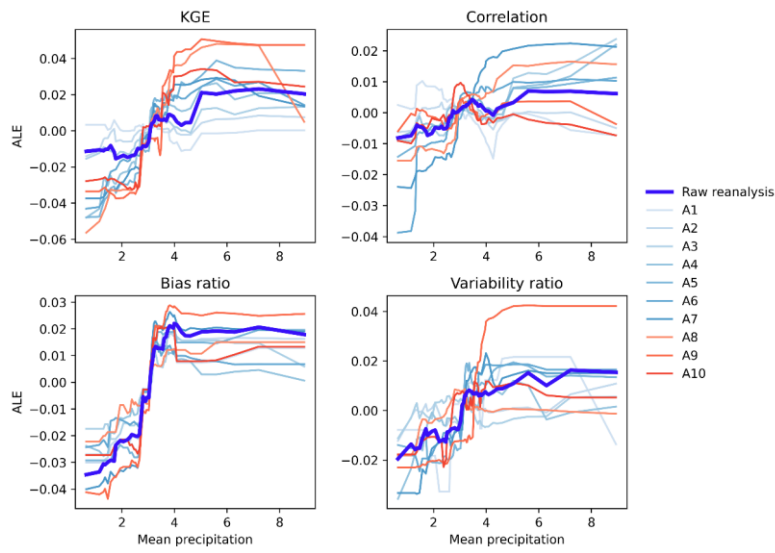 KGE
Correlation
ALE
0.04
0.02
0.00
−0.02
−0.04
−0.06
2 4 6 8
0.02
0.01
0.00
−0.01
−0.02
−0.03
−0.04
2 4 6 8
Bias ratio
Variability ratio
ALE
0.03
0.02
0.01
0.00
−0.01
−0.02
−0.03
−0.04
2 4 6 8
Mean precipitation
0.04
0.02
0.00
−0.02
2 4 6 8
Mean precipitation
Raw reanalysis
A1
A2
A3
A4
A5
A6
A7
A8
A9
A10